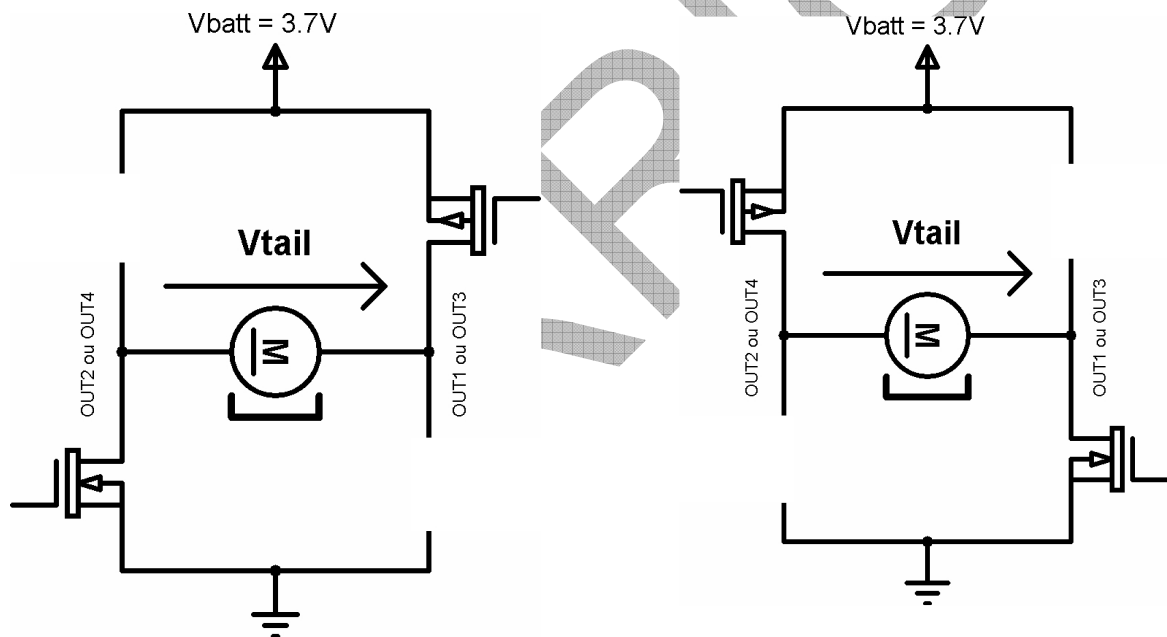 Vbatt = 3.7V
Vtail
OUT2 ou OUT4
OUT1 ou OUT3
M
Vbatt = 3.7V
Vtail
OUT2 ou OUT4
OUT1 ou OUT3
M